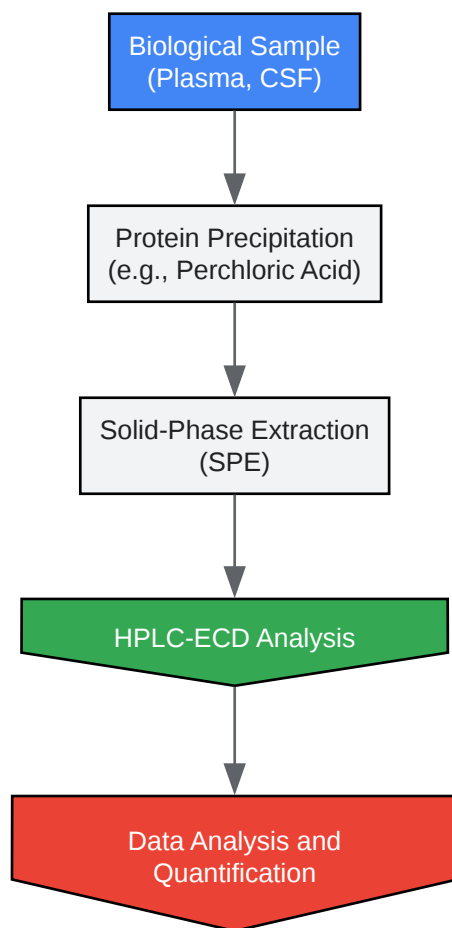 Biological Sample
(Plasma, CSF)
Protein Precipitation
(e.g., Perchloric Acid)
Solid-Phase Extraction
(SPE)
HPLC-ECD Analysis
Data Analysis and
Quantification